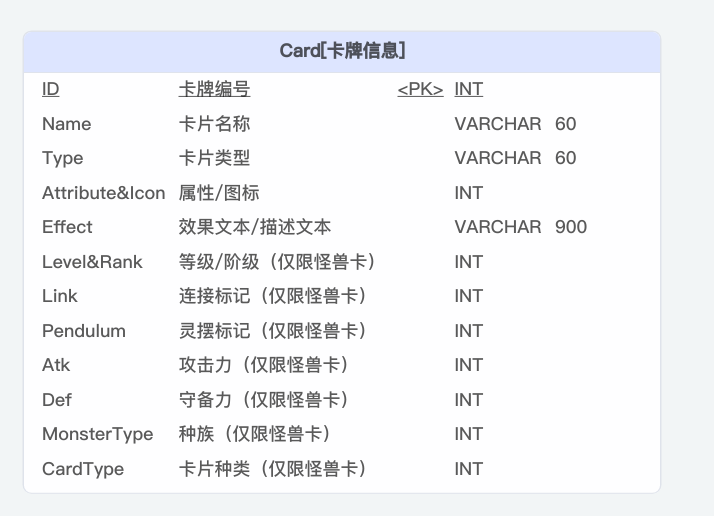 Card[卡牌信息]
ID 卡牌编号 <PK> INT
Name 卡片名称 VARCHAR 60
Type 卡片类型 VARCHAR 60
Attribute&Icon 属性/图标 INT
Effect 效果文本/描述文本 VARCHAR 900
Level&Rank 等级/阶级（仅限怪兽卡） INT
Link 连接标记（仅限怪兽卡） INT
Pendulum 灵摆标记（仅限怪兽卡） INT
Atk 攻击力（仅限怪兽卡） INT
Def 守备力（仅限怪兽卡） INT
MonsterType 种族（仅限怪兽卡） INT
CardType 卡片种类（仅限怪兽卡） INT